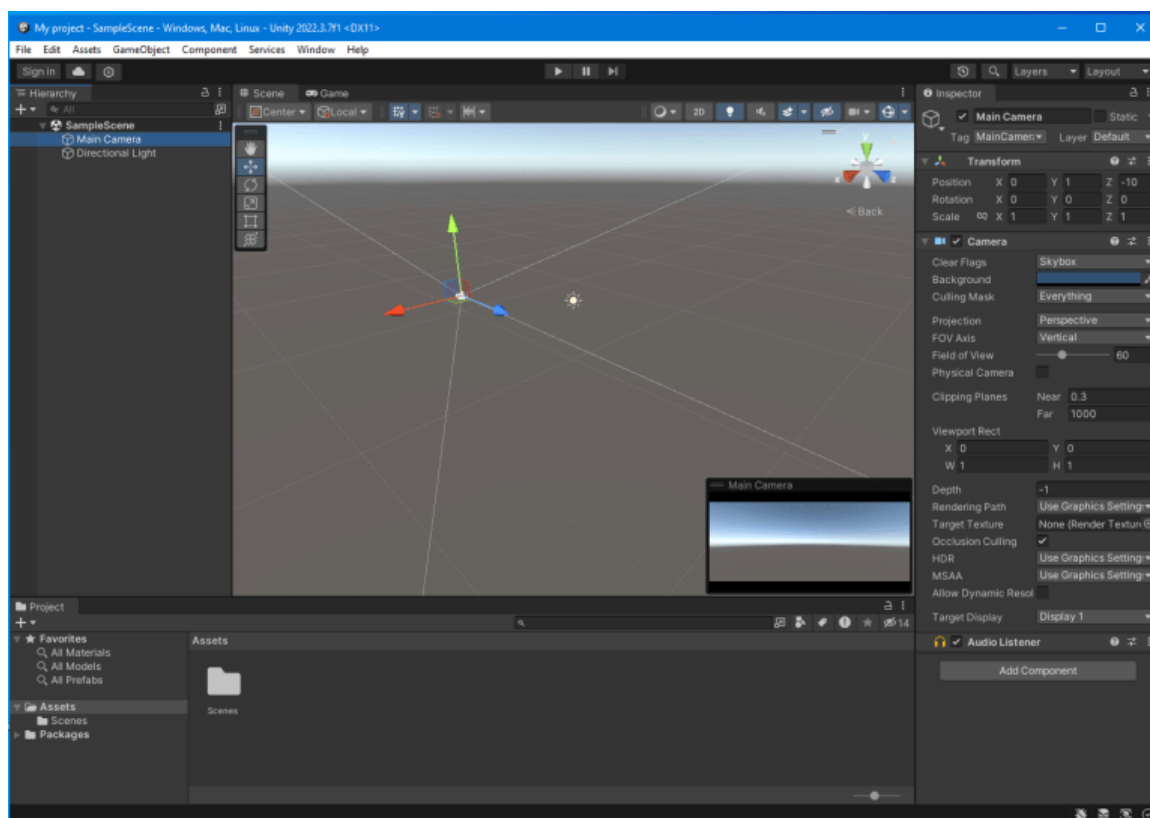 My project - SampleScene - Windows, Mac, Linux - Unity 2022.3.7f1 <DX11>
File Edit Assets GameObject Component Services Window Help
Sign in
Layers Layout
Hierarchy
All
SampleScene
Main Camera
Directional Light
Scene Game
Center Local 2D
Back
Main Camera
Inspector
Main Camera Static
Tag MainCamer Layer Default
Transform
Position X 0 Y 1 Z -10
Rotation X 0 Y 0 Z 0
Scale X 1 Y 1 Z 1
Camera
Clear Flags Skybox
Background
Culling Mask Everything
Projection Perspective
FOV Axis Vertical
Field of View 60
Physical Camera
Clipping Planes Near 0.3
Far 1000
Viewport Rect
X 0 Y 0
W 1 H 1
Depth -1
Rendering Path Use Graphics Setting
Target Texture None (Render Textur
Occlusion Culling
HDR Use Graphics Setting
MSAA Use Graphics Setting
Allow Dynamic Resol
Target Display Display 1
Audio Listener
Add Component
Project
14
Favorites
All Materials
All Models
All Prefabs
Assets
Scenes
Packages
Assets
Scenes